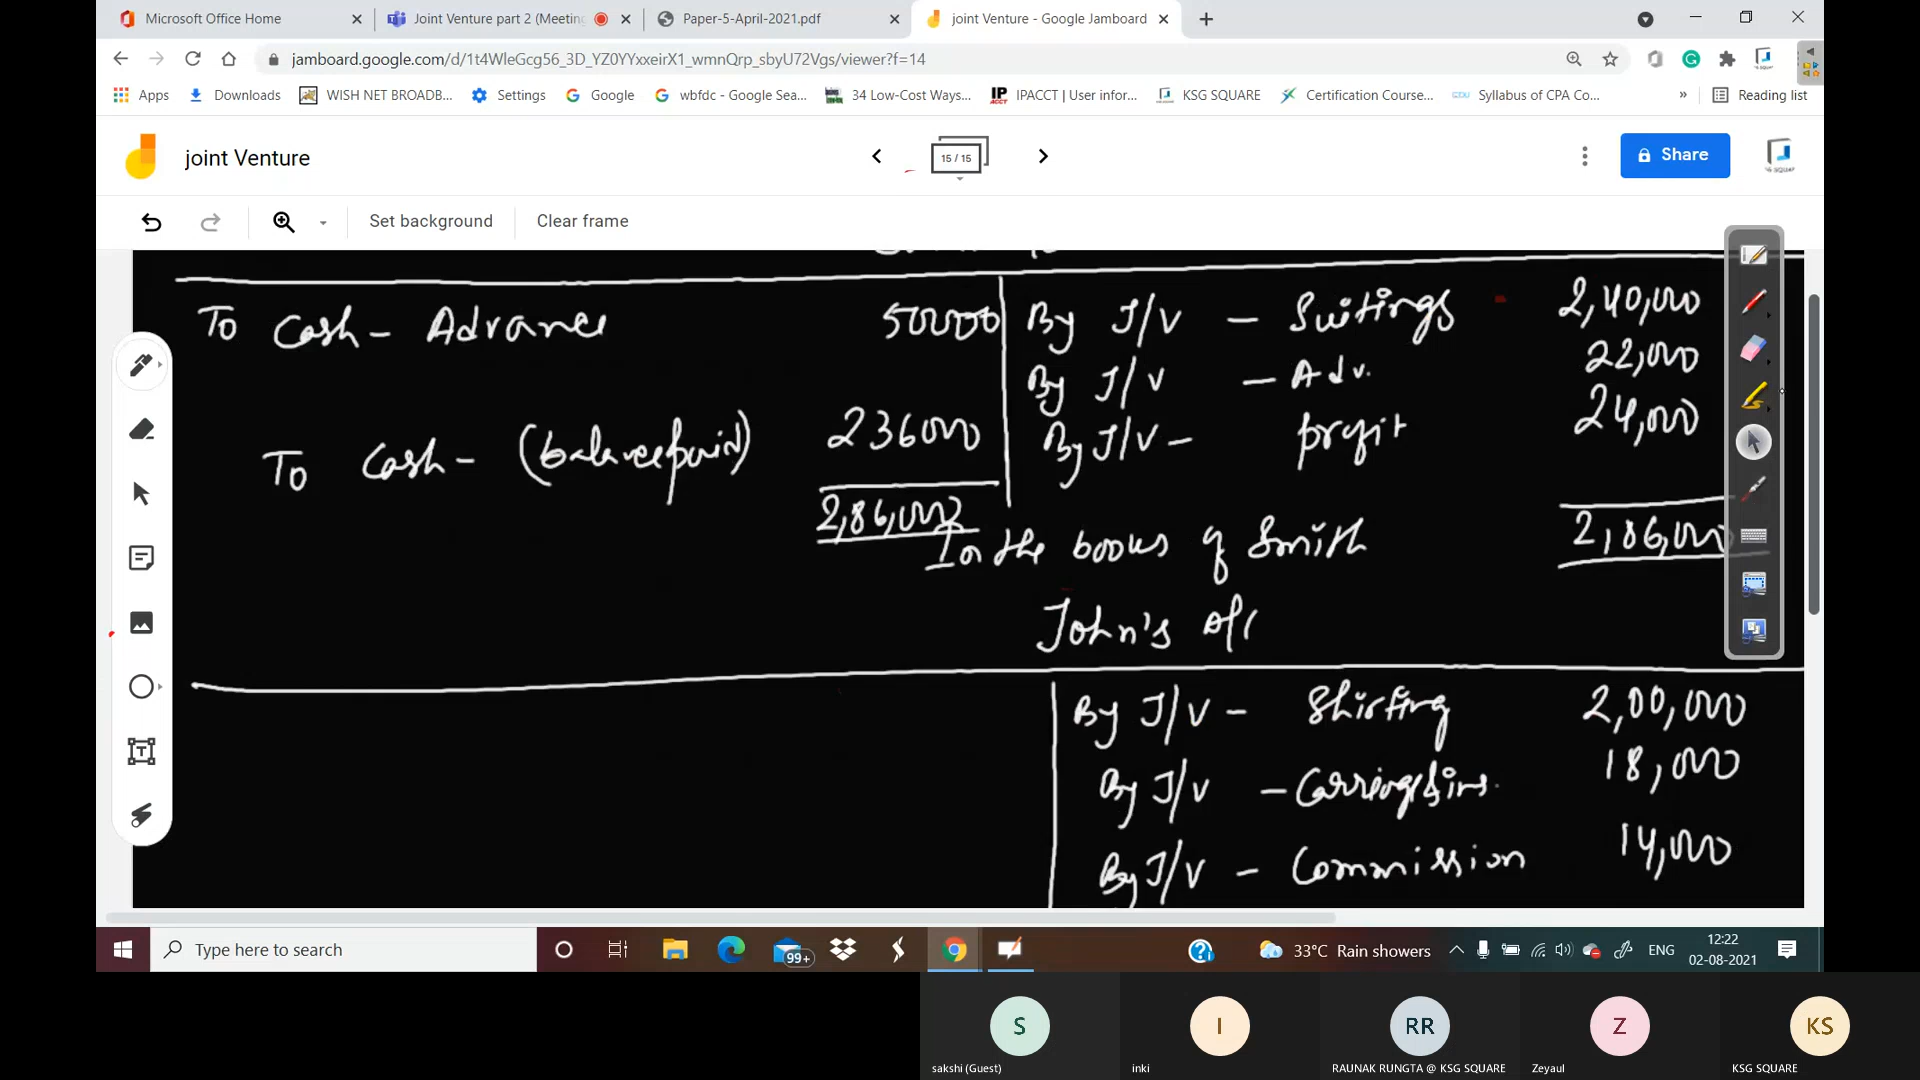 Microsoft Office Home
Joint Venture part 2 (Meeting
Paper-5-April-2021.pdf
joint Venture - Google Jamboard
jamboard.google.com/d/1t4WleGcg56_3D_YZ0YYxxeirX1_wmnQrp_sbyU72Vgs/viewer?f=14
Apps
Downloads
WISH NET BROADB...
Settings
Google
wbfdc - Google Sea...
34 Low-Cost Ways...
IPACCT | User infor...
KSG SQUARE
Certification Course...
Syllabus of CPA Co...
»
Reading list
joint Venture
15 / 15
Share
Set background
Clear frame
To Cash - Advance 50000 By J/V - Suitings 2,40,000
By J/V - Adv. 22,000
To Cash - (balance paid) 236000 By J/V - profit 24,000
2,86,000 2,86,000
In the books of Smith
John's A/c
By J/V - Shirting 2,00,000
By J/V - 18,000
By J/V - Commission 14,000
Type here to search
99+
33°C Rain showers
ENG
12:22
02-08-2021
S
I
RR
Z
KS
sakshi (Guest)
inki
RAUNAK RUNGTA @ KSG SQUARE
Zeyaul
KSG SQUARE